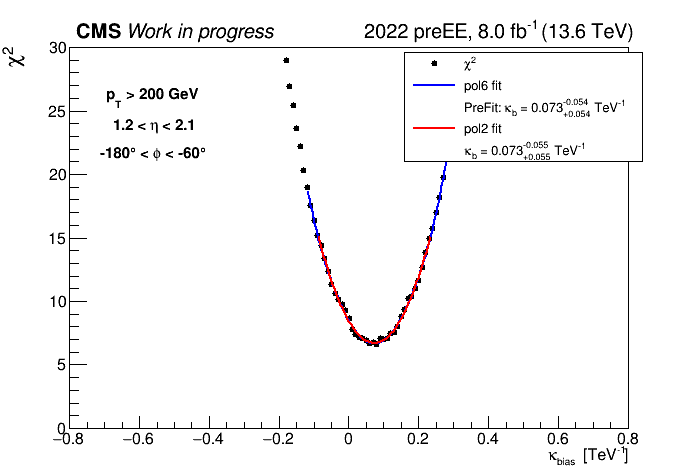 CMS Work in progress
2022 preEE, 8.0 fb⁻¹ (13.6 TeV)
χ²
30
25
20
15
10
5
0
p_T > 200 GeV
1.2 < η < 2.1
-180° < ϕ < -60°
χ²
pol6 fit
PreFit: κ_b = 0.073 -0.054 +0.054 TeV⁻¹
pol2 fit
κ_b = 0.073 -0.055 +0.055 TeV⁻¹
−0.8 −0.6 −0.4 −0.2 0 0.2 0.4 0.6 0.8
κ_bias [TeV⁻¹]